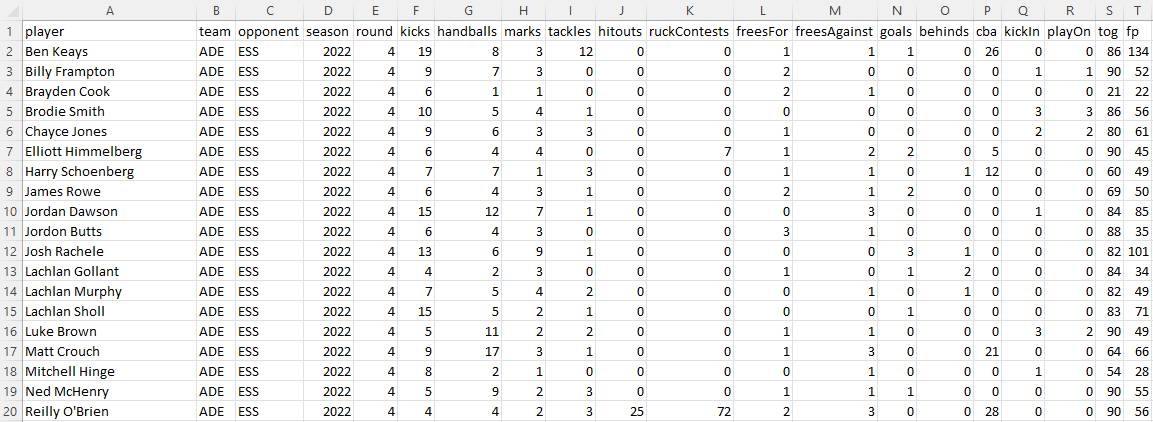 A B C D E F G H I J K L M N O P Q R S T
1 player team opponent season round kicks handballs marks tackles hitouts ruckContests freesFor freesAgainst goals behinds cba kickIn playOn tog fp
2 Ben Keays ADE ESS 2022 4 19 8 3 12 0 0 1 1 1 0 26 0 0 86 134
3 Billy Frampton ADE ESS 2022 4 9 7 3 0 0 0 2 0 0 0 0 1 1 90 52
4 Brayden Cook ADE ESS 2022 4 6 1 1 0 0 0 2 1 0 0 0 0 0 21 22
5 Brodie Smith ADE ESS 2022 4 10 5 4 1 0 0 0 0 0 0 0 3 3 86 56
6 Chayce Jones ADE ESS 2022 4 9 6 3 3 0 0 1 0 0 0 0 2 2 80 61
7 Elliott Himmelberg ADE ESS 2022 4 6 4 4 0 0 7 1 2 2 0 5 0 0 90 45
8 Harry Schoenberg ADE ESS 2022 4 7 7 1 3 0 0 1 1 0 1 12 0 0 60 49
9 James Rowe ADE ESS 2022 4 6 4 3 1 0 0 2 1 2 0 0 0 0 69 50
10 Jordan Dawson ADE ESS 2022 4 15 12 7 1 0 0 0 3 0 0 0 1 0 84 85
11 Jordon Butts ADE ESS 2022 4 6 4 3 0 0 0 3 1 0 0 0 0 0 88 35
12 Josh Rachele ADE ESS 2022 4 13 6 9 1 0 0 0 0 3 1 0 0 0 82 101
13 Lachlan Gollant ADE ESS 2022 4 4 2 3 0 0 0 1 0 1 2 0 0 0 84 34
14 Lachlan Murphy ADE ESS 2022 4 7 5 4 2 0 0 0 1 0 1 0 0 0 82 49
15 Lachlan Sholl ADE ESS 2022 4 15 5 2 1 0 0 0 0 1 0 0 0 0 83 71
16 Luke Brown ADE ESS 2022 4 5 11 2 2 0 0 1 1 0 0 0 3 2 90 49
17 Matt Crouch ADE ESS 2022 4 9 17 3 1 0 0 1 3 0 0 21 0 0 64 66
18 Mitchell Hinge ADE ESS 2022 4 8 2 1 0 0 0 0 1 0 0 0 1 0 54 28
19 Ned McHenry ADE ESS 2022 4 5 9 2 3 0 0 1 1 1 0 0 0 0 90 55
20 Reilly O'Brien ADE ESS 2022 4 4 4 2 3 25 72 2 3 0 0 28 0 0 90 56